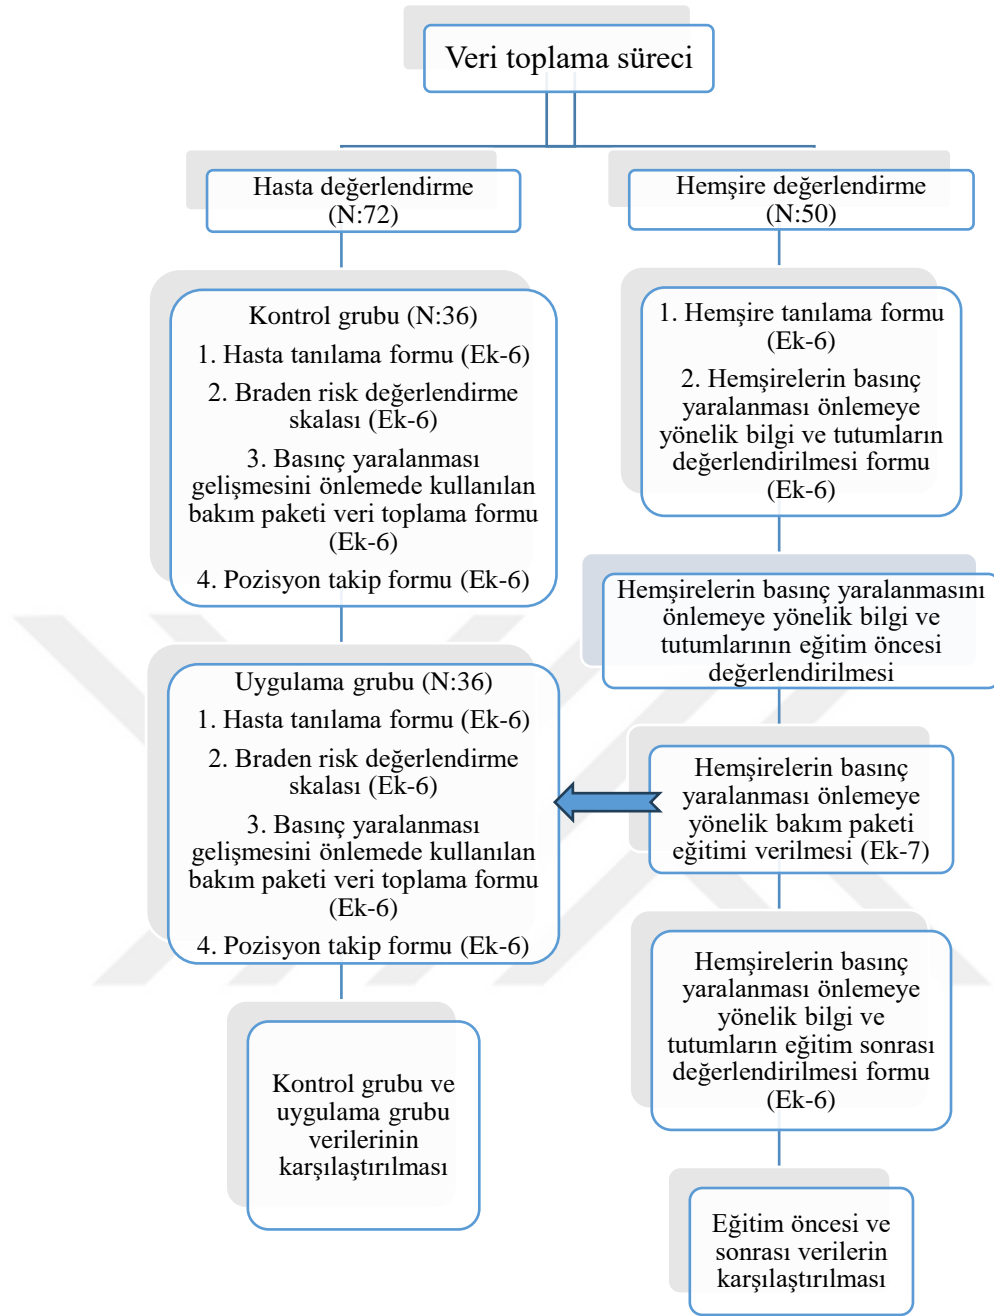 Veri toplama süreci
Hasta değerlendirme
(N:72)
Kontrol grubu (N:36)
1. Hasta tanılama formu (Ek-6)
2. Braden risk değerlendirme
skalası (Ek-6)
3. Basınç yaralanması
gelişmesini önlemede kullanılan
bakım paketi veri toplama formu
(Ek-6)
4. Pozisyon takip formu (Ek-6)
Uygulama grubu (N:36)
1. Hasta tanılama formu (Ek-6)
2. Braden risk değerlendirme
skalası (Ek-6)
3. Basınç yaralanması
gelişmesini önlemede kullanılan
bakım paketi veri toplama formu
(Ek-6)
4. Pozisyon takip formu (Ek-6)
Kontrol grubu ve
uygulama grubu
verilerinin
karşılaştırılması
Hemşire değerlendirme
(N:50)
1. Hemşire tanılama formu
(Ek-6)
2. Hemşirelerin basınç
yaralanması önlemeye
yönelik bilgi ve tutumların
değerlendirilmesi formu
(Ek-6)
Hemşirelerin basınç yaralanmasını
önlemeye yönelik bilgi ve
tutumlarının eğitim öncesi
değerlendirilmesi
Hemşirelerin basınç
yaralanması önlemeye
yönelik bakım paketi
eğitimi verilmesi (Ek-7)
Hemşirelerin basınç
yaralanması önlemeye
yönelik bilgi ve
tutumların eğitim sonrası
değerlendirilmesi formu
(Ek-6)
Eğitim öncesi ve
sonrası verilerin
karşılaştırılması